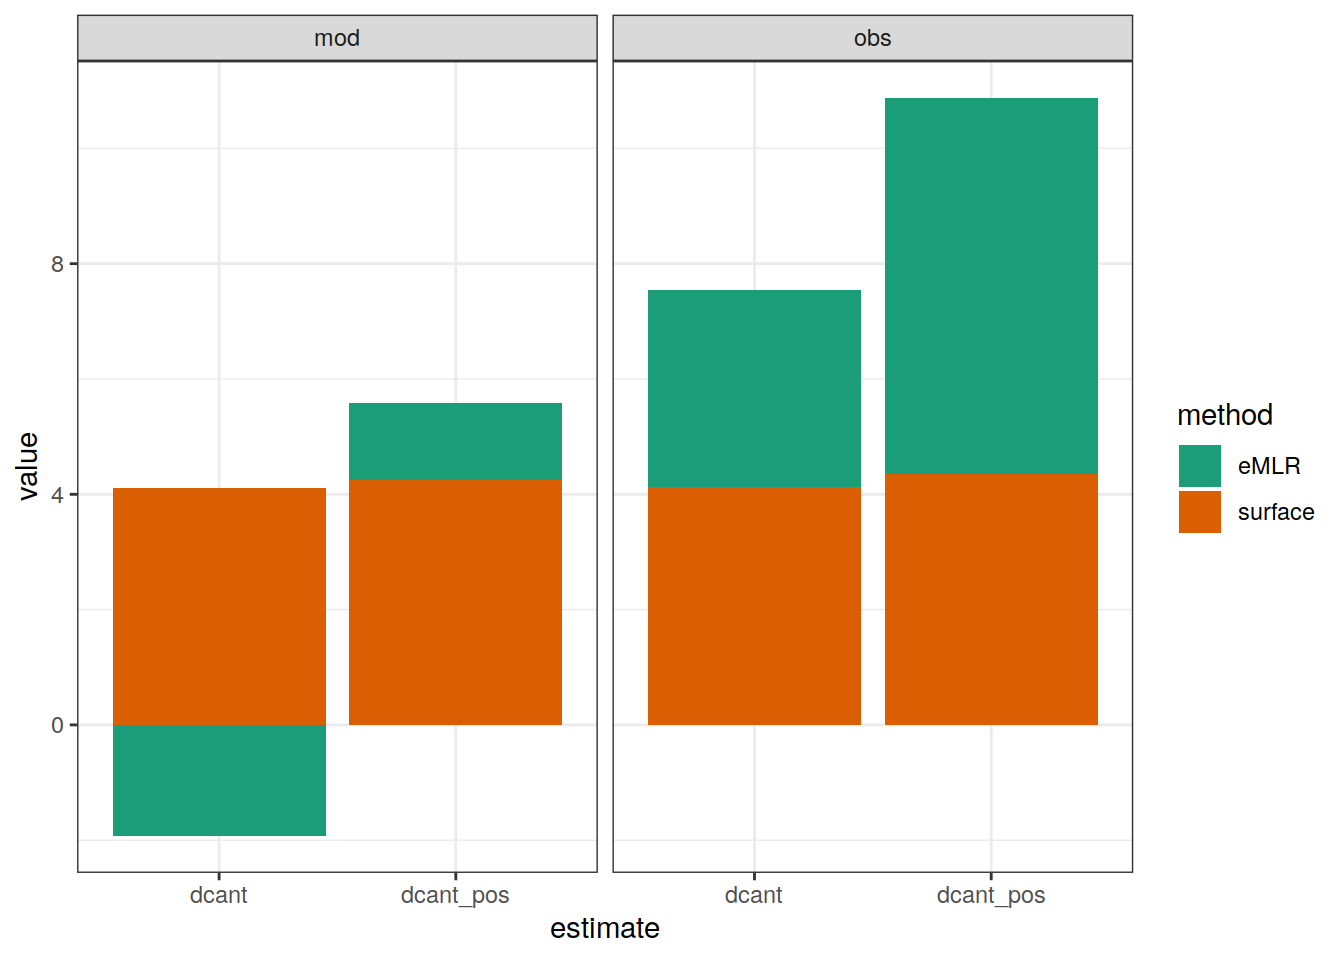 mod
obs
value
8
4
0
dcant
dcant_pos
dcant
dcant_pos
estimate
method
eMLR
surface